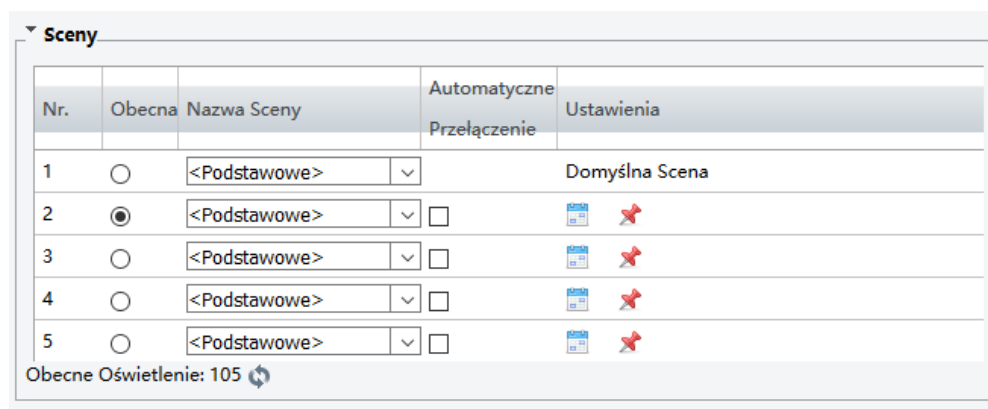 Sceny
Nr. Obecna Nazwa Sceny Automatyczne Przełączenie Ustawienia
1 <Podstawowe> Domyślna Scena
2 <Podstawowe>
3 <Podstawowe>
4 <Podstawowe>
5 <Podstawowe>
Obecne Oświetlenie: 105